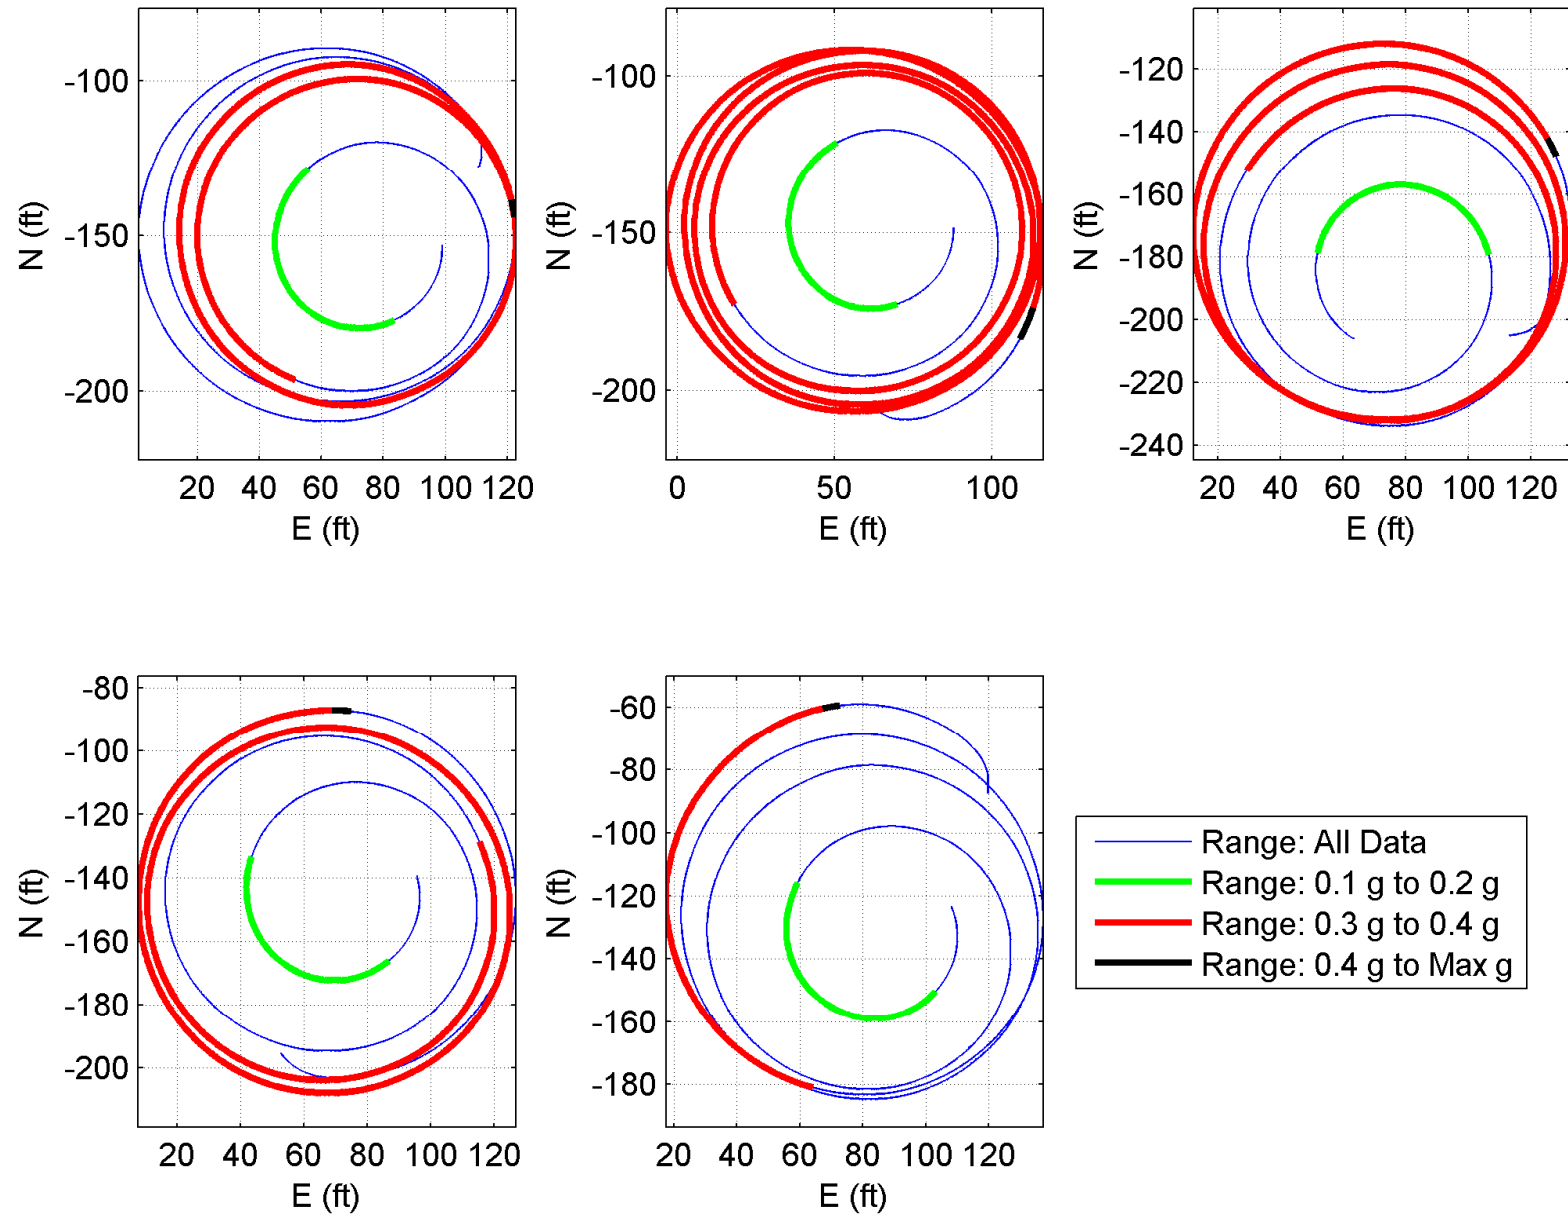 -100
-150
-200
N (ft)
20 40 60 80 100 120
E (ft)
-100
-150
-200
N (ft)
0 50 100
E (ft)
-120
-140
-160
-180
-200
-220
-240
N (ft)
20 40 60 80 100 120
E (ft)
-80
-100
-120
-140
-160
-180
-200
N (ft)
20 40 60 80 100 120
E (ft)
-60
-80
-100
-120
-140
-160
-180
N (ft)
20 40 60 80 100 120
E (ft)
Range: All Data
Range: 0.1 g to 0.2 g
Range: 0.3 g to 0.4 g
Range: 0.4 g to Max g